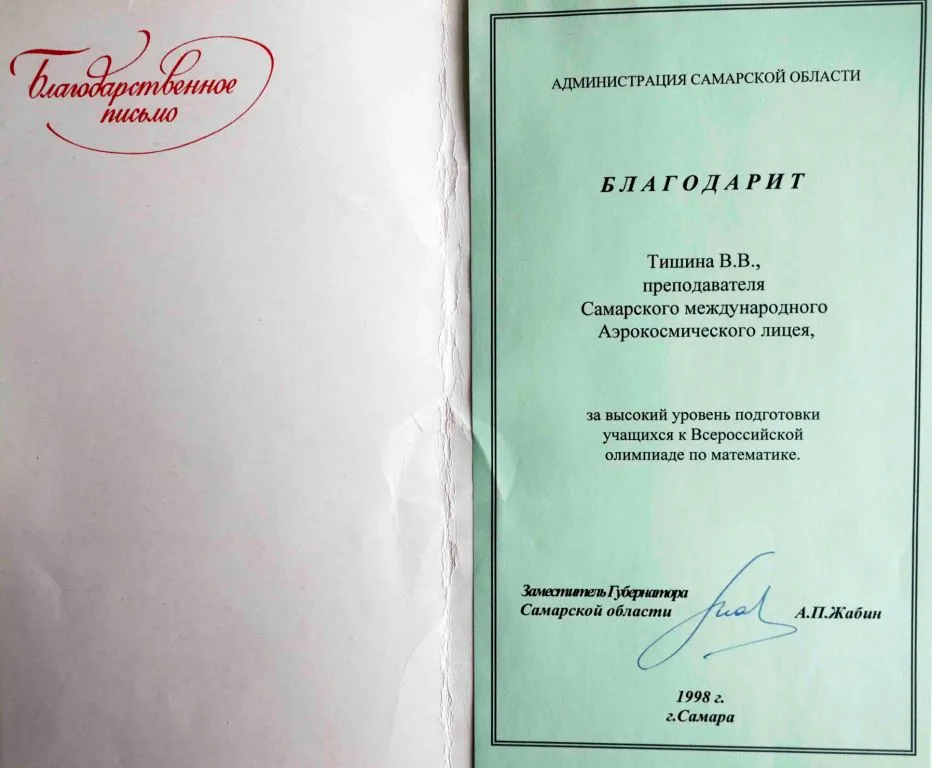 Благодарственное
письмо
АДМИНИСТРАЦИЯ САМАРСКОЙ ОБЛАСТИ
БЛАГОДАРИТ
Тишина В.В.,
преподавателя
Самарского международного
Аэрокосмического лицея,
за высокий уровень подготовки
учащихся к Всероссийской
олимпиаде по математике.
Заместитель Губернатора
Самарской области
А.П.Жабин
1998 г.
г.Самара